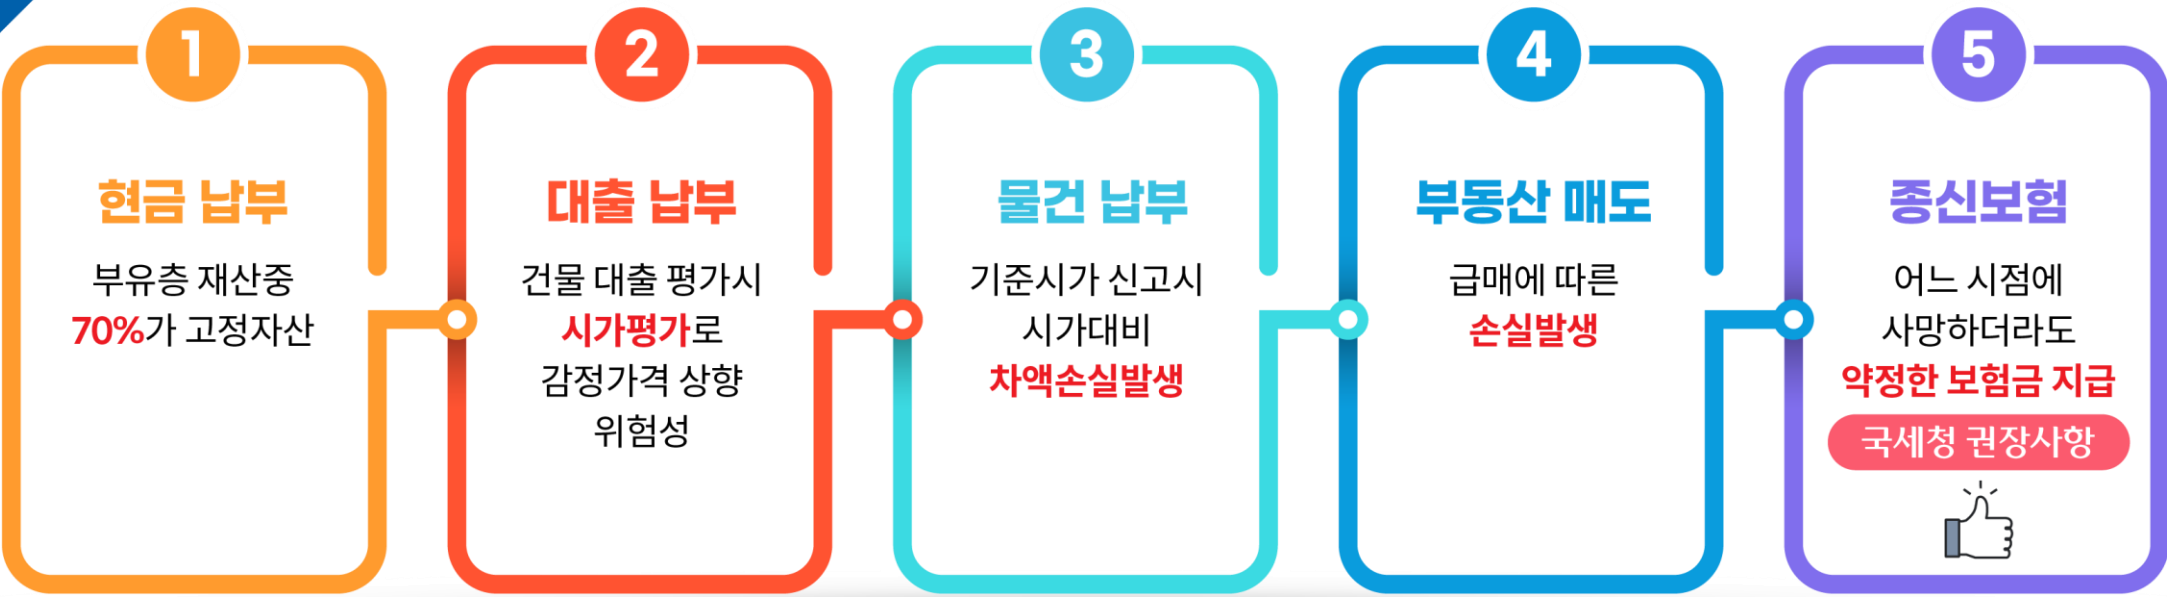 1
현금 납부
부유층 재산중
70%가 고정자산
2
대출 납부
건물 대출 평가시
시가평가로
감정가격 상향
위험성
3
물건 납부
기준시가 신고시
시가대비
차액손실발생
4
부동산 매도
급매에 따른
손실발생
5
종신보험
어느 시점에
사망하더라도
약정한 보험금 지급
국세청 권장사항